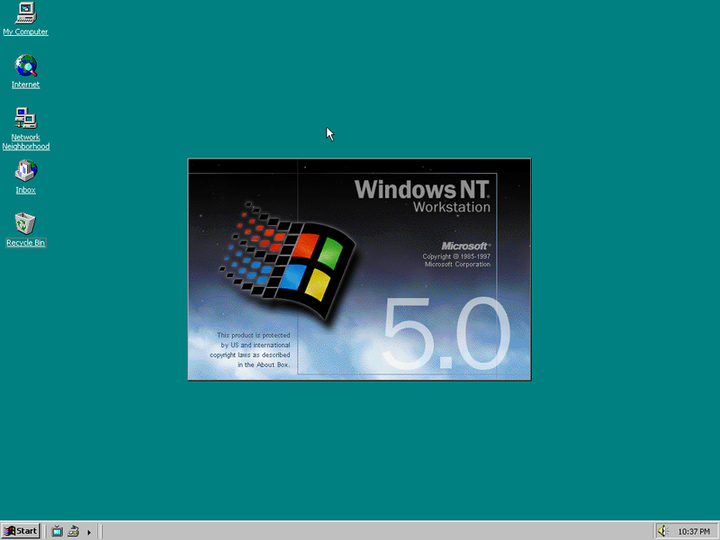 My Computer
Internet
Network
Neighborhood
Inbox
Recycle Bin
Windows NT®
Workstation
Microsoft®
Copyright © 1985-1997
Microsoft Corporation
5.0
This product is protected
by US and international
copyright laws as described
in the About Box.
Start
10:37 PM